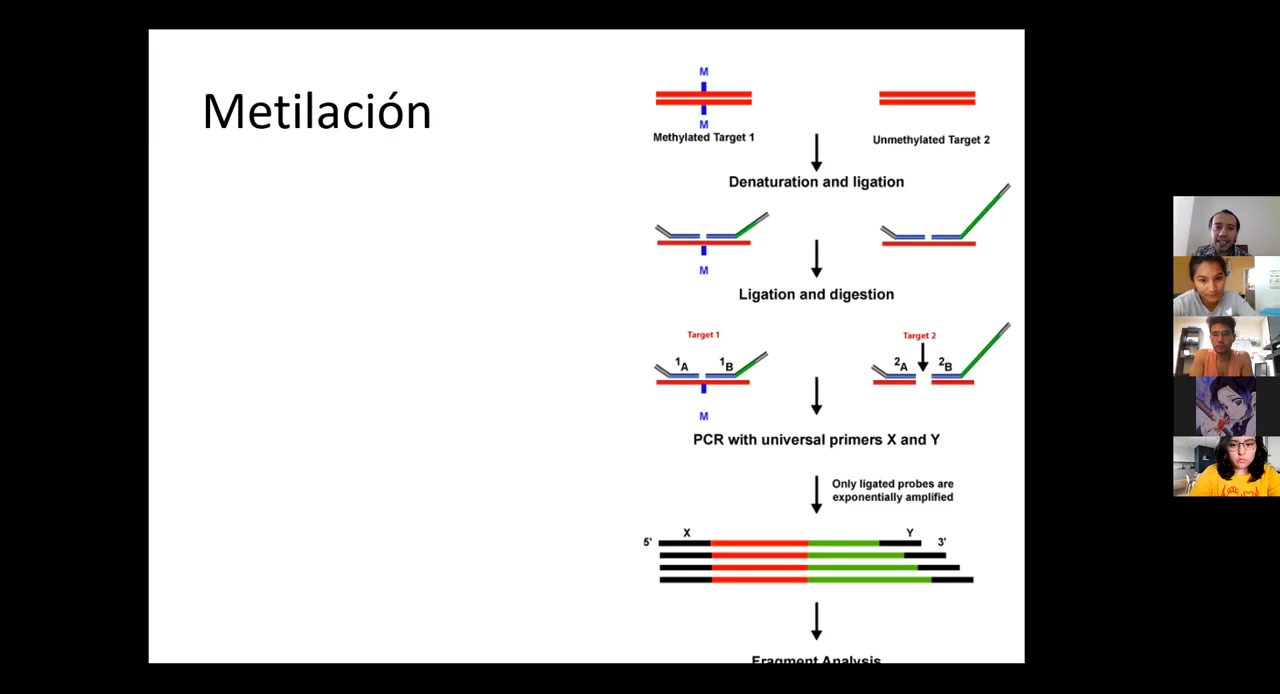 Metilación
M
M
Methylated Target 1
Unmethylated Target 2
Denaturation and ligation
M
Ligation and digestion
Target 1
Target 2
1A
1B
2A
2B
M
PCR with universal primers X and Y
Only ligated probes are
exponentially amplified
X
Y
5'
3'
Fragment Analysis